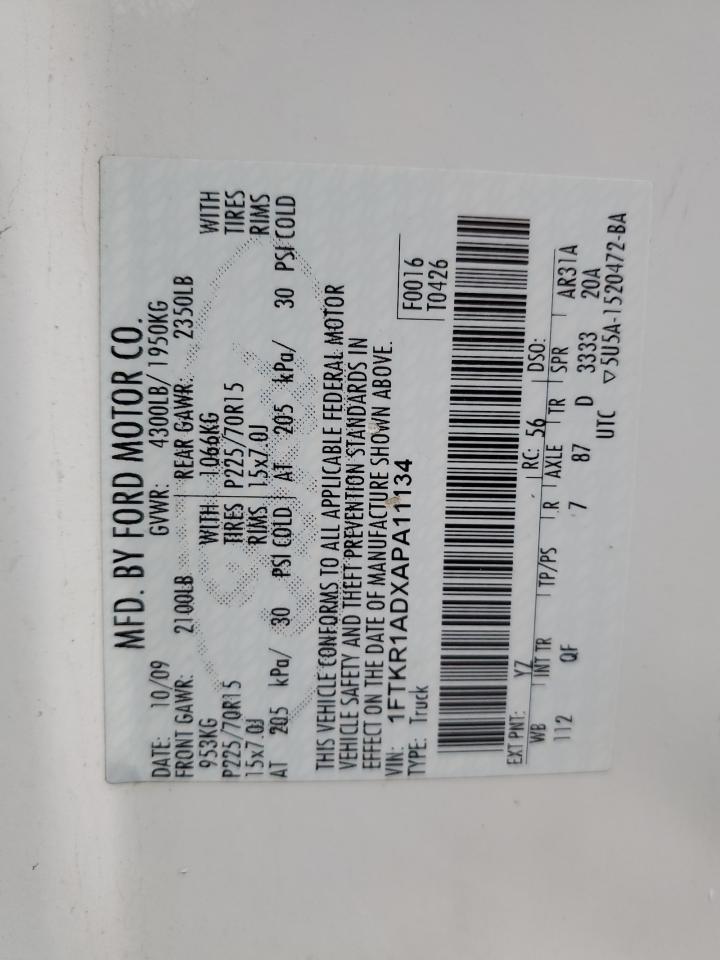 MFD. BY FORD MOTOR CO.
DATE: 10/09 GVWR: 4300LB/ 1950KG
FRONT GAWR: 2100LB REAR GAWR: 2350LB
953KG WITH 1066KG WITH
P225/70R15 TIRES P225/70R15 TIRES
15x7.0J RIMS 15x7.0J RIMS
AT 205 kPa/ 30 PSI COLD AT 205 kPa/ 30 PSI COLD
THIS VEHICLE CONFORMS TO ALL APPLICABLE FEDERAL MOTOR
VEHICLE SAFETY AND THEFT PREVENTION STANDARDS IN
EFFECT ON THE DATE OF MANUFACTURE SHOWN ABOVE.
VIN: 1FTKR1ADXAPA11134 F0016
TYPE: Truck T0426
EXT PNT: YZ RC: 56 DSO:
WB INT TR TP/PS R AXLE TR SPR AR31A
112 QF 7 87 D 3333 20A
UTC ▽5U5A-1520472-BA